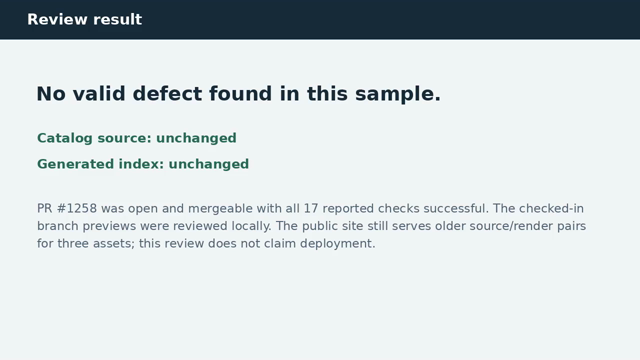 Review result
No valid defect found in this sample.
Catalog source: unchanged
Generated index: unchanged
PR #1258 was open and mergeable with all 17 reported checks successful. The checked-in
branch previews were reviewed locally. The public site still serves older source/render pairs
for three assets; this review does not claim deployment.